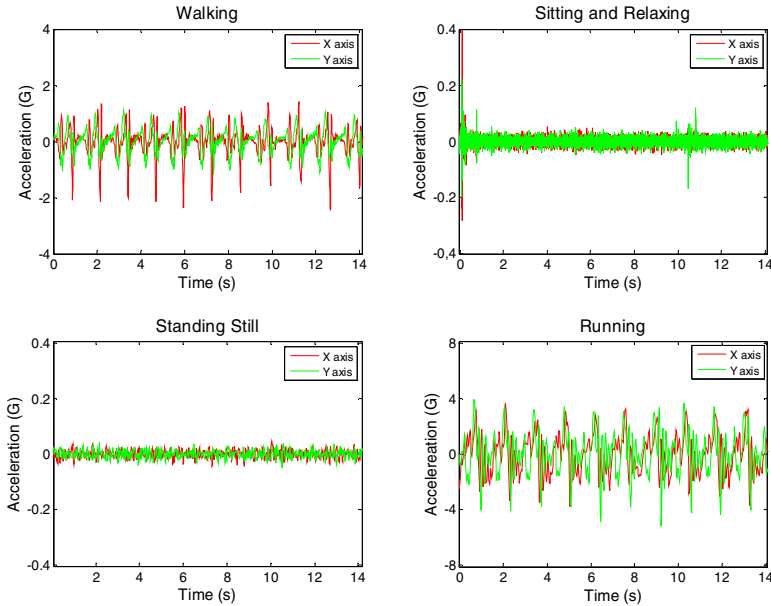 Walking
4
2
0
-2
-4
Acceleration (G)
0 2 4 6 8 10 12 14
Time (s)
X axis
Y axis
Sitting and Relaxing
0.4
0.2
0
-0.2
-0,4
Acceleration (G)
0 2 4 6 8 10 12 14
Time (s)
X axis
Y axis
Standing Still
0.4
0.2
0
-0.2
-0.4
Acceleration (G)
2 4 6 8 10 12 14
Time (s)
X axis
Y axis
Running
8
4
0
-4
-8
Accelereation (G)
0 2 4 6 8 10 12 14
Time (s)
X axis
Y axis